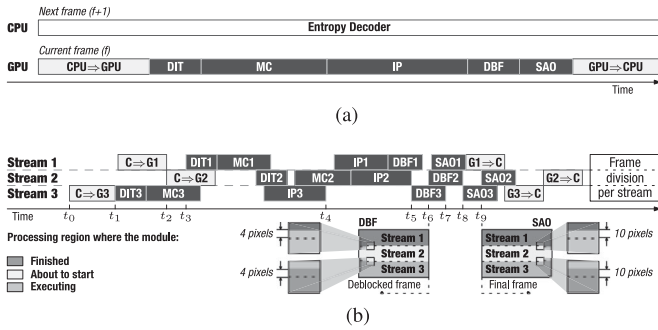 Next frame (f+1)
CPU Entropy Decoder
Current frame (f)
GPU CPU⇒GPU DIT MC IP DBF SAO GPU⇒CPU
Time
(a)
Stream 1 C⇒G1 DIT1 MC1 IP1 DBF1 SAO1 G1⇒C Frame
Stream 2 C⇒G2 DIT2 MC2 IP2 DBF2 SAO2 G2⇒C division
Stream 3 C⇒G3 DIT3 MC3 IP3 DBF3 SAO3 G3⇒C per stream
Time t0 t1 t2 t3 t4 t5 t6 t7 t8 t9
Processing region where the module:
Finished
About to start
Executing
DBF SAO
4 pixels Stream 1 Stream 1 10 pixels
Stream 2 Stream 2
4 pixels Stream 3 Stream 3 10 pixels
Deblocked frame Final frame
(b)